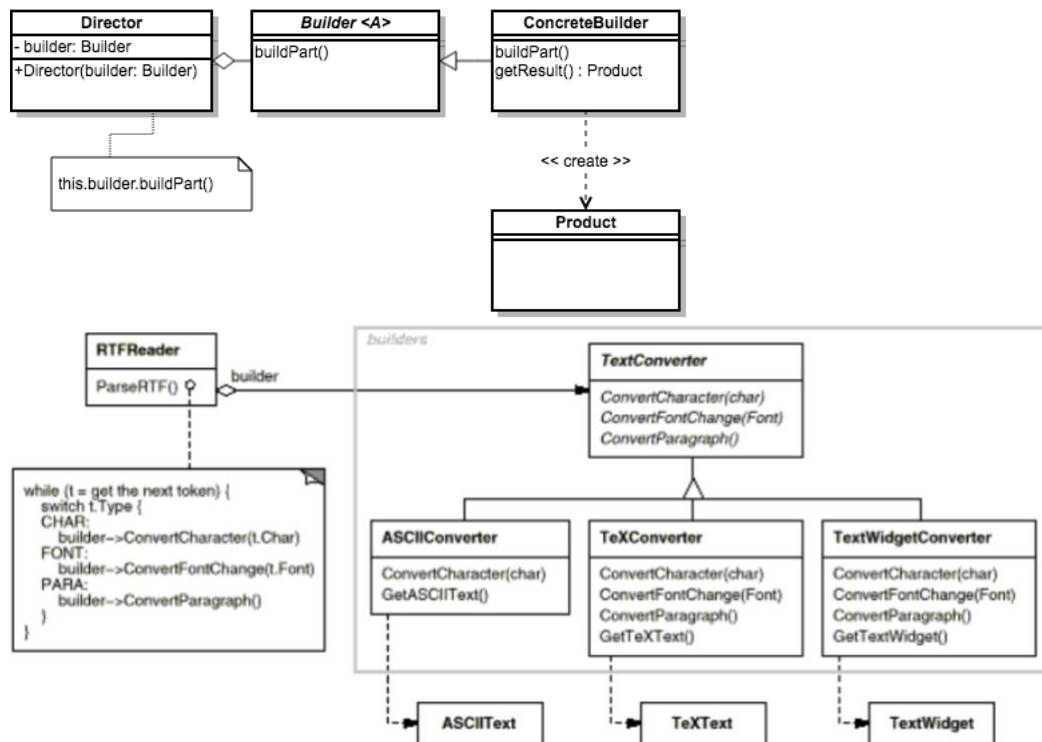 Director
- builder: Builder
+Director(builder: Builder)
Builder <A>
buildPart()
ConcreteBuilder
buildPart()
getResult() : Product
this.builder.buildPart()
<< create >>
Product
builders
RTFReader
ParseRTF()
builder
TextConverter
ConvertCharacter(char)
ConvertFontChange(Font)
ConvertParagraph()
while (t = get the next token) {
switch t.Type {
CHAR:
builder->ConvertCharacter(t.Char)
FONT:
builder->ConvertFontChange(t.Font)
PARA:
builder->ConvertParagraph()
}
}
ASCIIConverter
ConvertCharacter(char)
GetASCIIText()
TeXConverter
ConvertCharacter(char)
ConvertFontChange(Font)
ConvertParagraph()
GetTeXText()
TextWidgetConverter
ConvertCharacter(char)
ConvertFontChange(Font)
ConvertParagraph()
GetTextWidget()
ASCIIText
TeXText
TextWidget